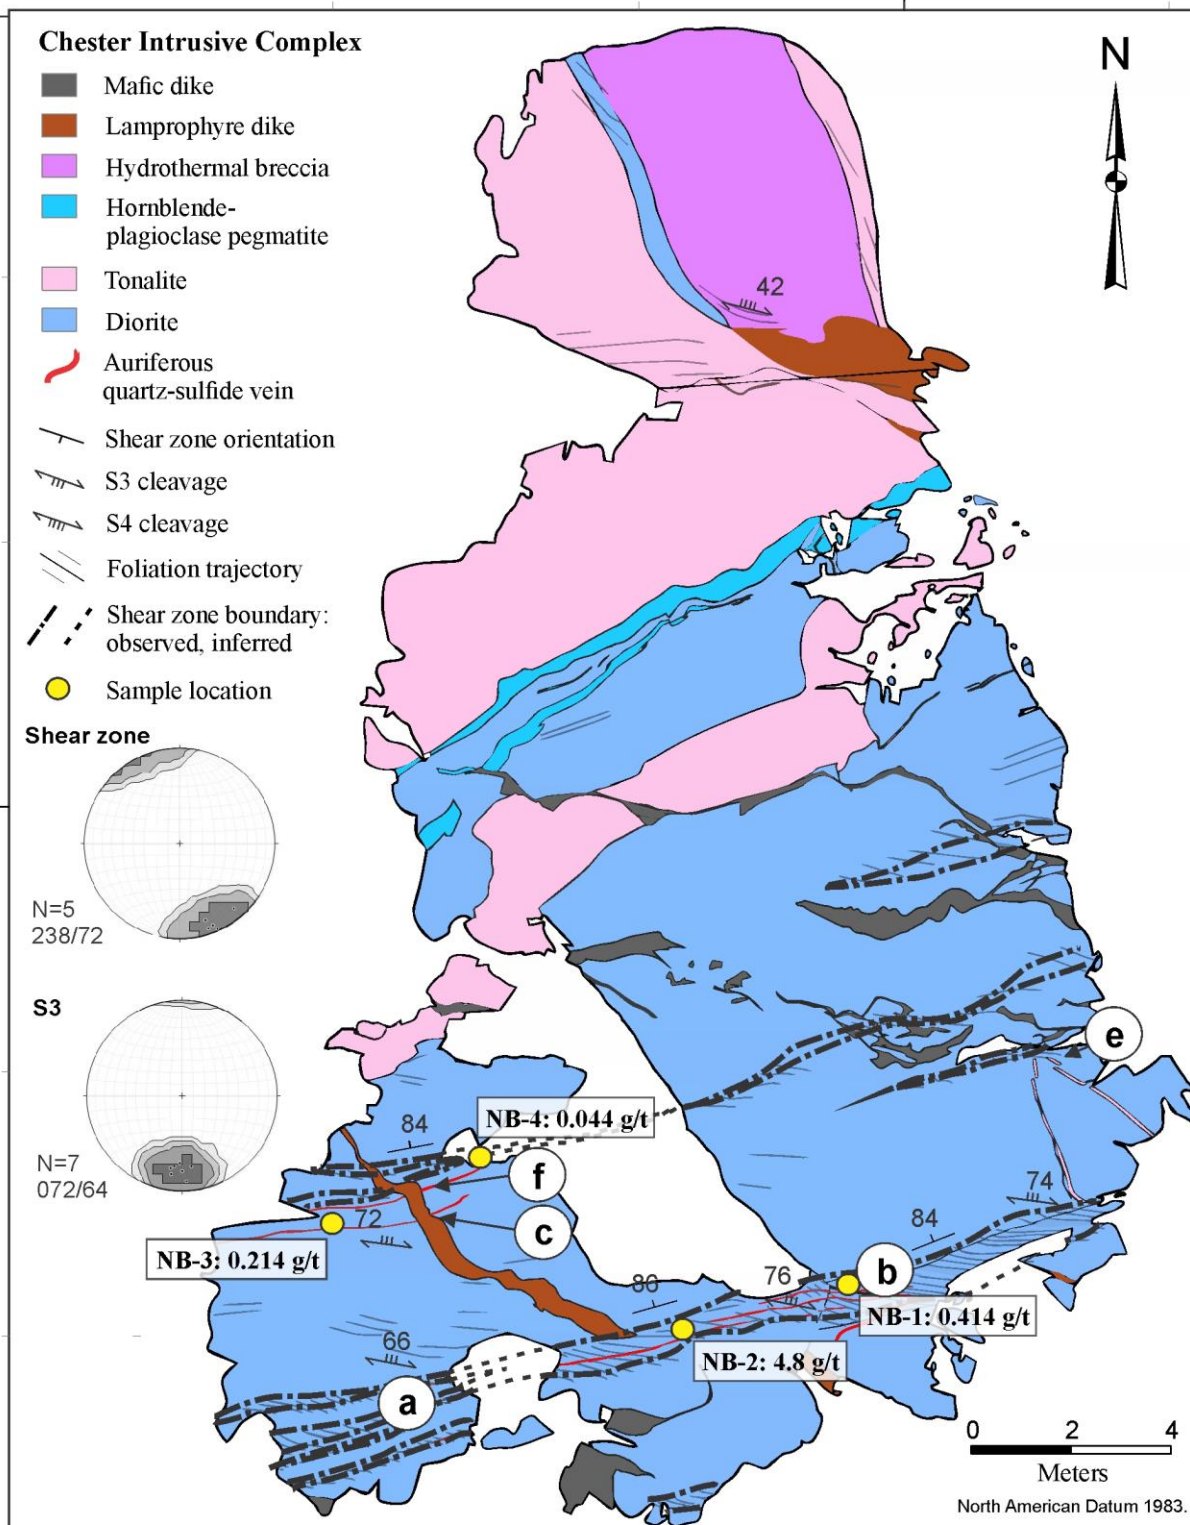 Chester Intrusive Complex
Mafic dike
Lamprophyre dike
Hydrothermal breccia
Hornblende-
plagioclase pegmatite
Tonalite
Diorite
Auriferous
quartz-sulfide vein
Shear zone orientation
S3 cleavage
S4 cleavage
Foliation trajectory
Shear zone boundary:
observed, inferred
Sample location
Shear zone
N=5
238/72
S3
N=7
072/64
N
42
e
84
NB-4: 0.044 g/t
f
72
c
NB-3: 0.214 g/t
74
84
76
b
80
NB-1: 0.414 g/t
NB-2: 4.8 g/t
66
a
0 2 4
Meters
North American Datum 1983.